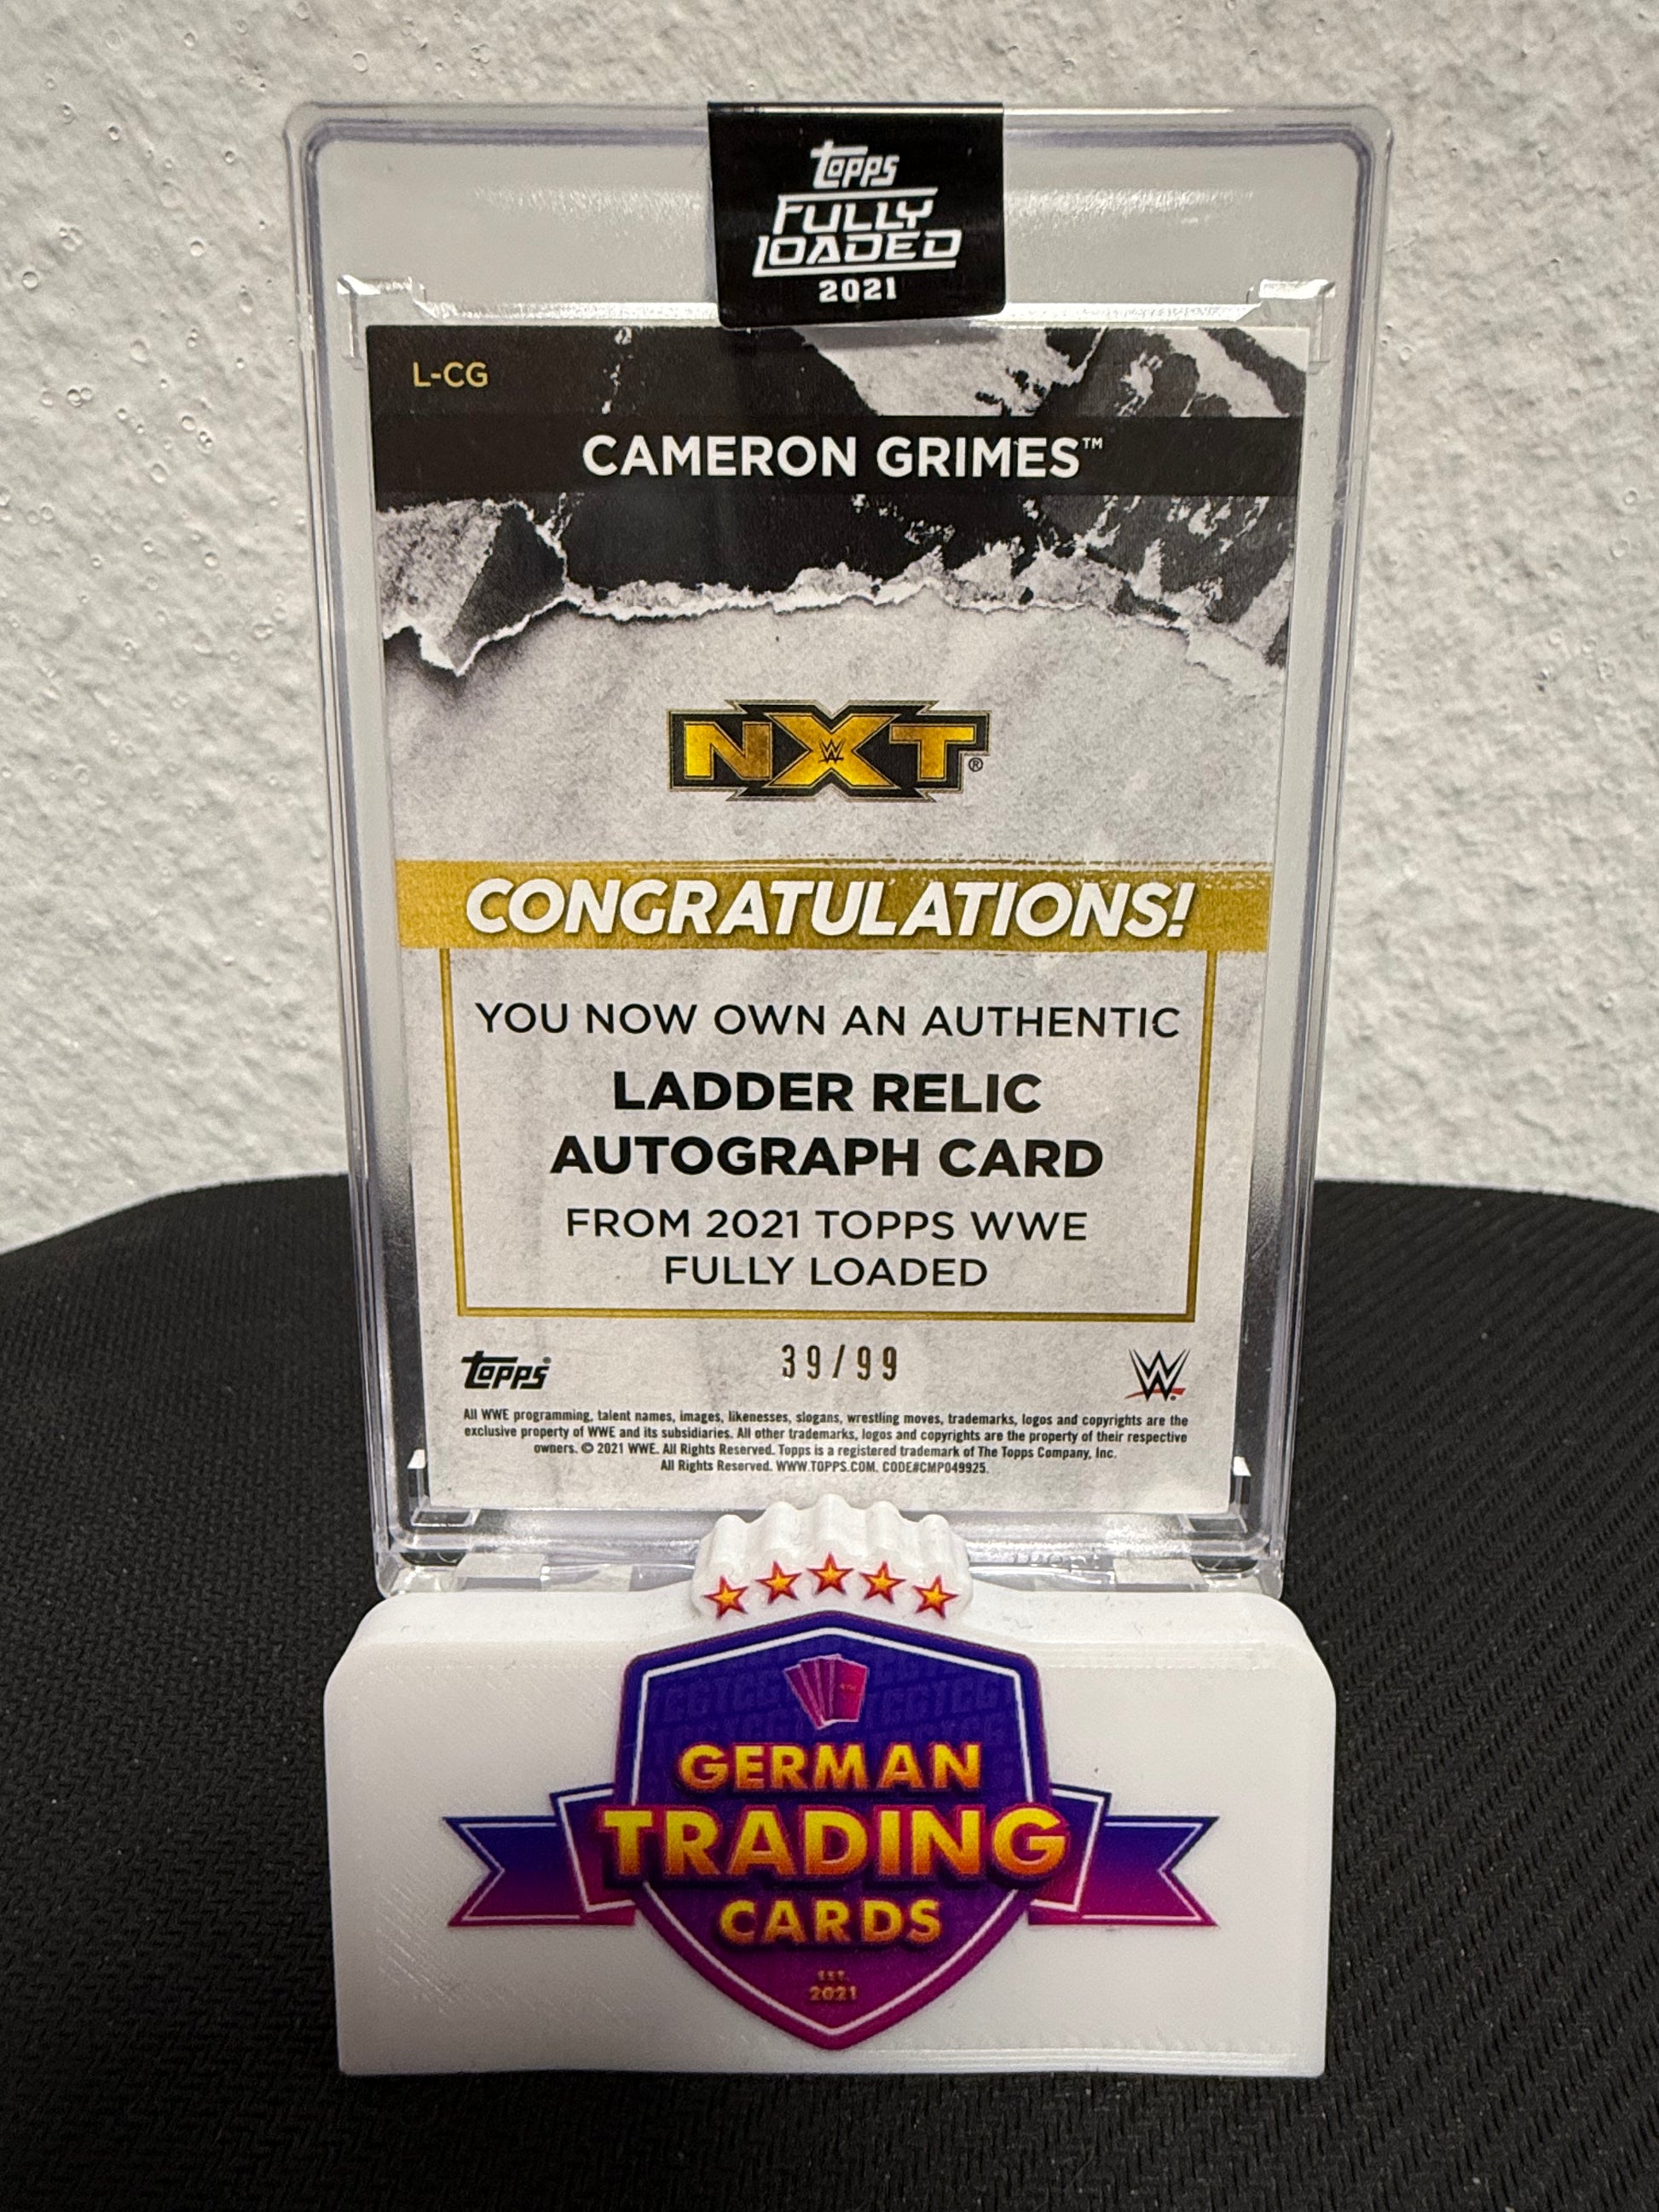 TOPPS
FULLY
LOADED
2021
L-CG
CAMERON GRIMES™
NXT®
CONGRATULATIONS!
YOU NOW OWN AN AUTHENTIC
LADDER RELIC
AUTOGRAPH CARD
FROM 2021 TOPPS WWE
FULLY LOADED
TOPPS® 39/99 W
All WWE programming, talent names, images, likenesses, slogans, wrestling moves, trademarks, logos and copyrights are the
exclusive property of WWE and its subsidiaries. All other trademarks, logos and copyrights are the property of their respective
owners. © 2021 WWE. All Rights Reserved. Topps is a registered trademark of The Topps Company, Inc.
All Rights Reserved. WWW.TOPPS.COM. CODE#CMP049925.
GERMAN
TRADING
CARDS
EST.
2021